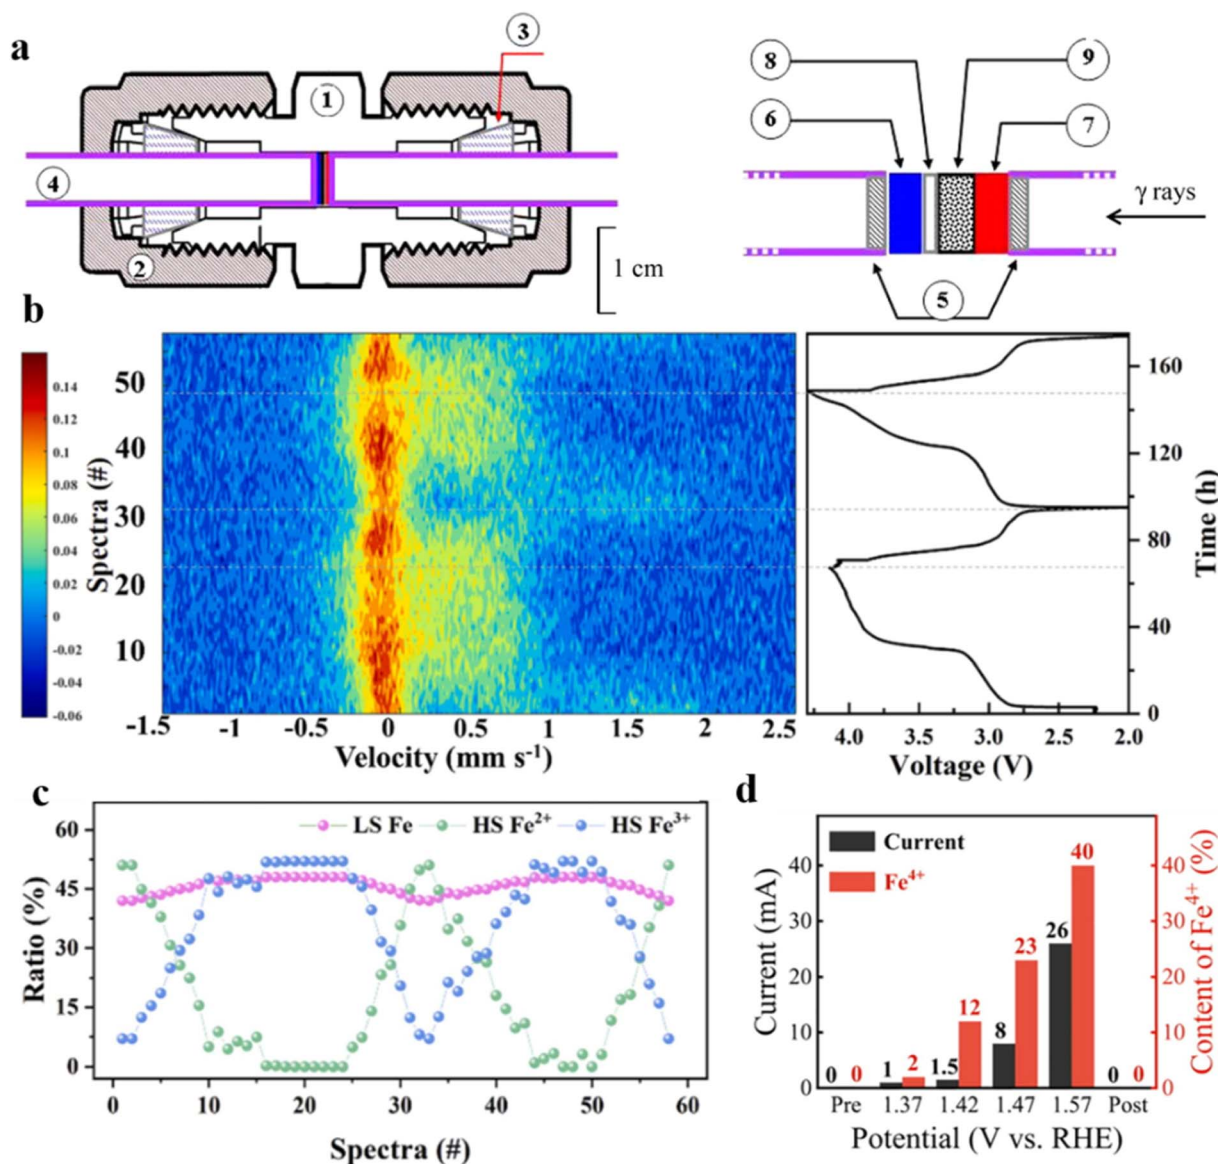 a
3
1
4
2
1 cm
8
9
6
7
γ rays
5
b
0.14
0.12
0.1
0.08
0.06
0.04
0.02
0
-0.02
-0.04
-0.06
Spectra (#)
50
40
30
20
10
-1.5 -1 -0.5 0 0.5 1 1.5 2 2.5
Velocity (mm s⁻¹)
160
120
80
40
0
Time (h)
4.0 3.5 3.0 2.5 2.0
Voltage (V)
c
LS Fe HS Fe²⁺ HS Fe³⁺
Ratio (%)
60
45
30
15
0
0 10 20 30 40 50 60
Spectra (#)
d
Current
Fe⁴⁺
Current (mA)
40
30
20
10
0
0 0 1 2 1.5 12 8 23 26 40 0 0
40
30
20
10
0
Content of Fe⁴⁺ (%)
Pre 1.37 1.42 1.47 1.57 Post
Potential (V vs. RHE)